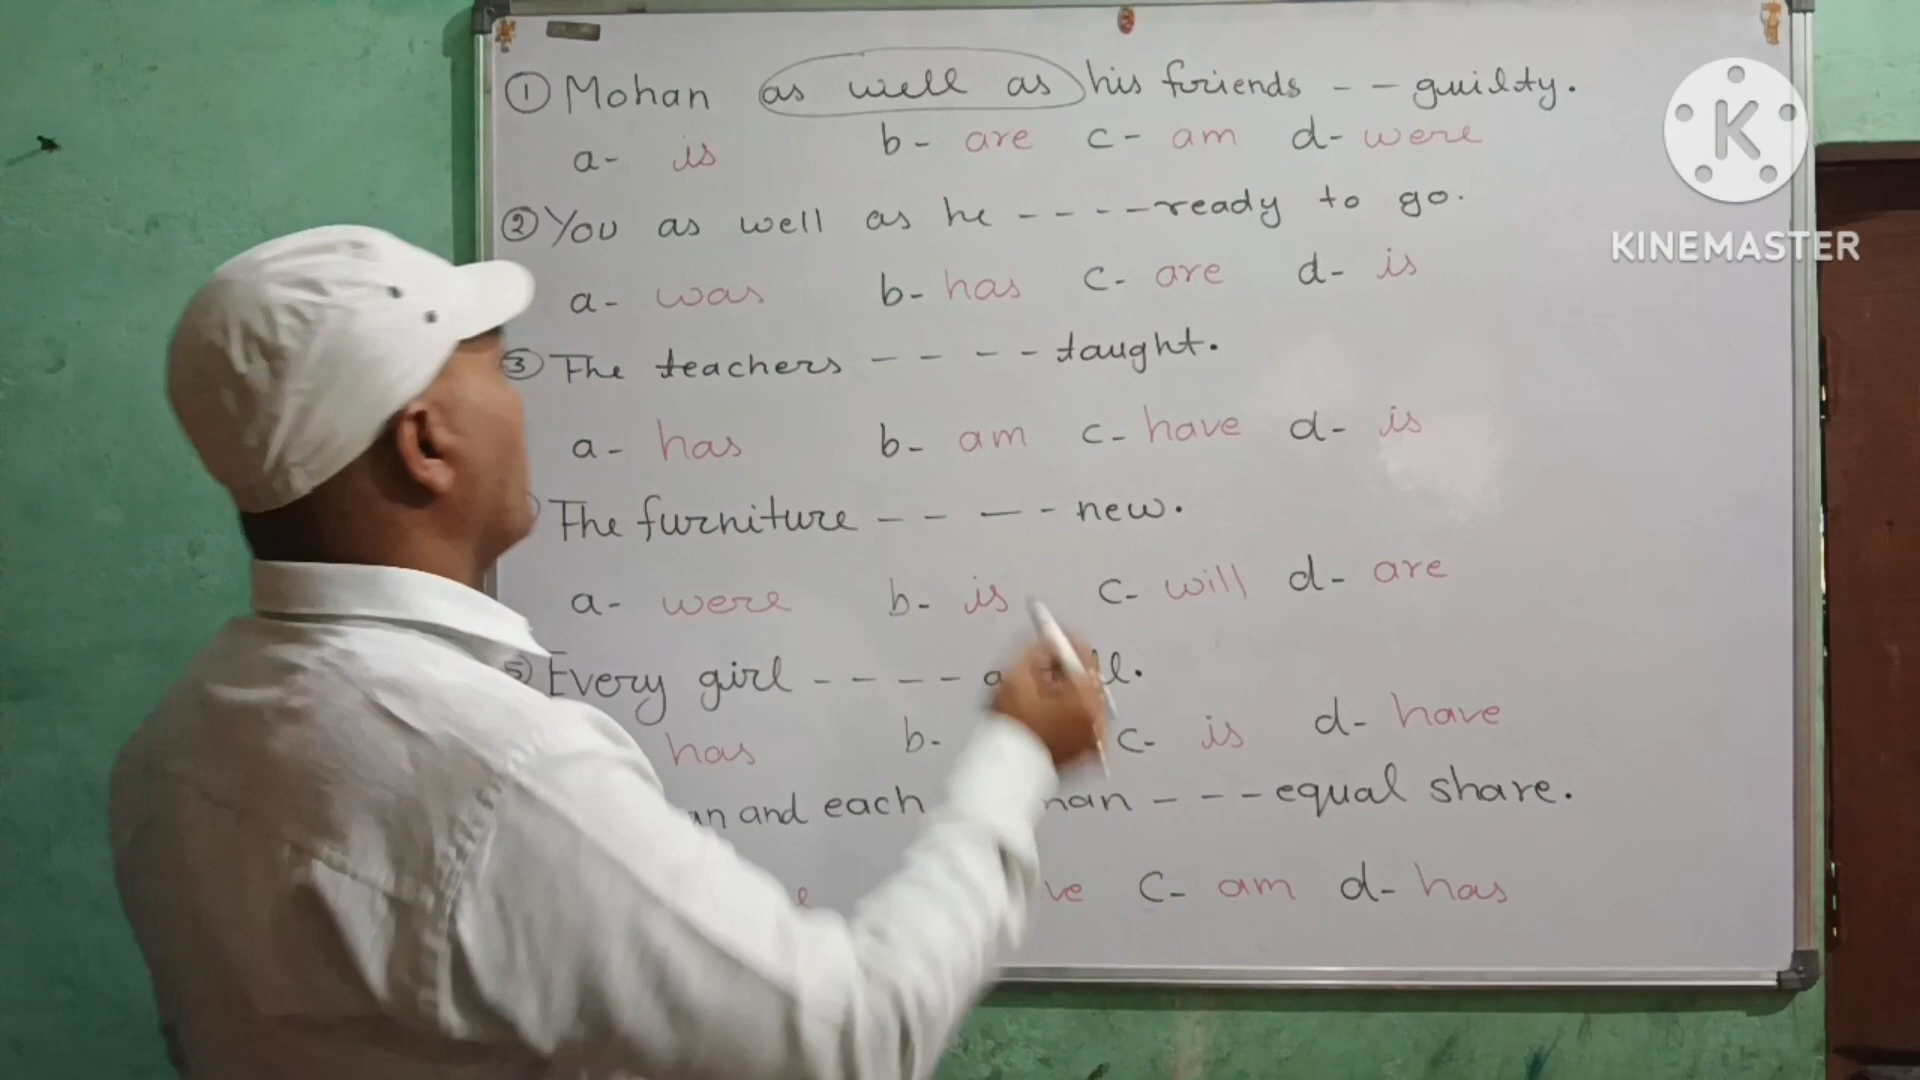 ① Mohan as well as his friends - - guilty.
a- is b- are c- am d- were
② You as well as he - - - - ready to go.
a- was b- has c- are d- is
③ The teachers - - - - taught.
a- has b- am c- have d- is
The furniture - - - - new.
a- were b- is c- will d- are
5 Every girl - - - -
has b- c- is d- have
and each - - - equal share.
c- am d- has
K
KINEMASTER